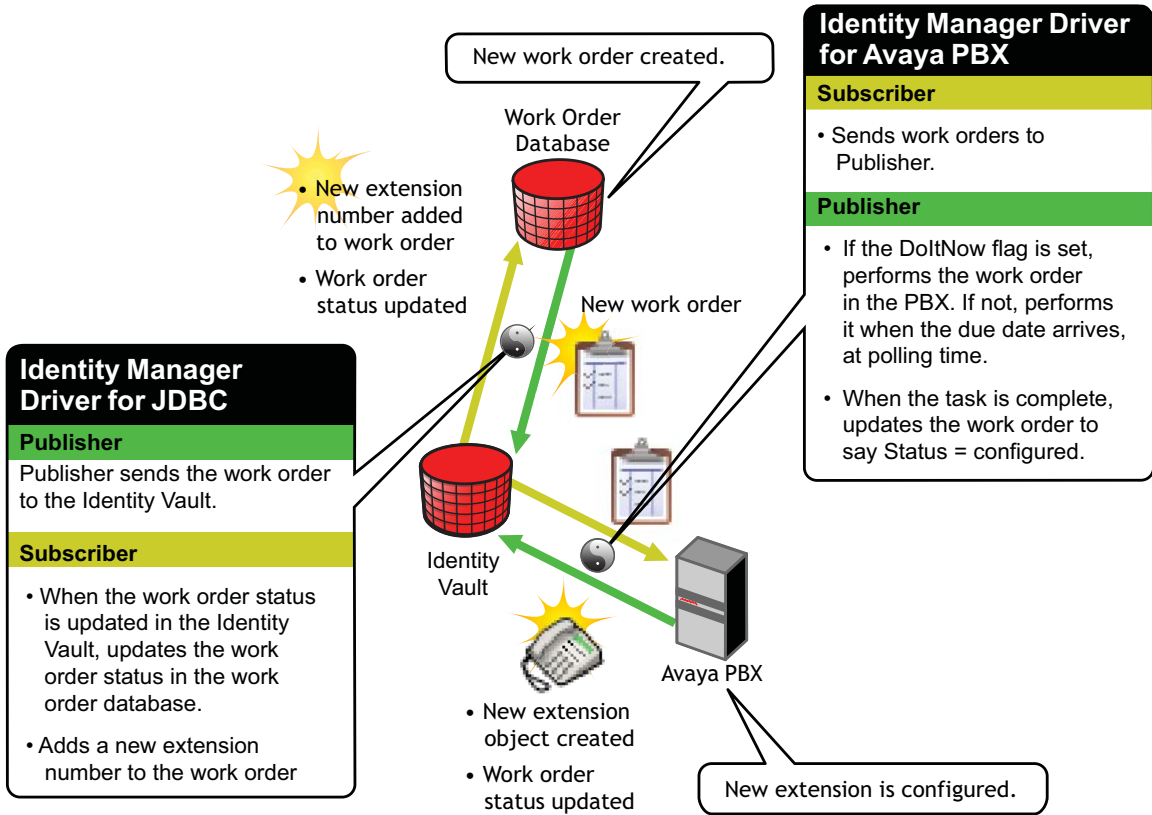 New work order created.
Work Order
Database
• New extension
number added
to work order
• Work order
status updated
New work order
Identity Manager
Driver for JDBC
Publisher
Publisher sends the work order
to the Identity Vault.
Subscriber
• When the work order status
is updated in the Identity
Vault, updates the work
order status in the work
order database.
• Adds a new extension
number to the work order
Identity
Vault
Identity Manager Driver
for Avaya PBX
Subscriber
• Sends work orders to
Publisher.
Publisher
• If the DoItNow flag is set,
performs the work order
in the PBX. If not, performs
it when the due date arrives,
at polling time.
• When the task is complete,
updates the work order to
say Status = configured.
Avaya PBX
• New extension
object created
• Work order
status updated
New extension is configured.